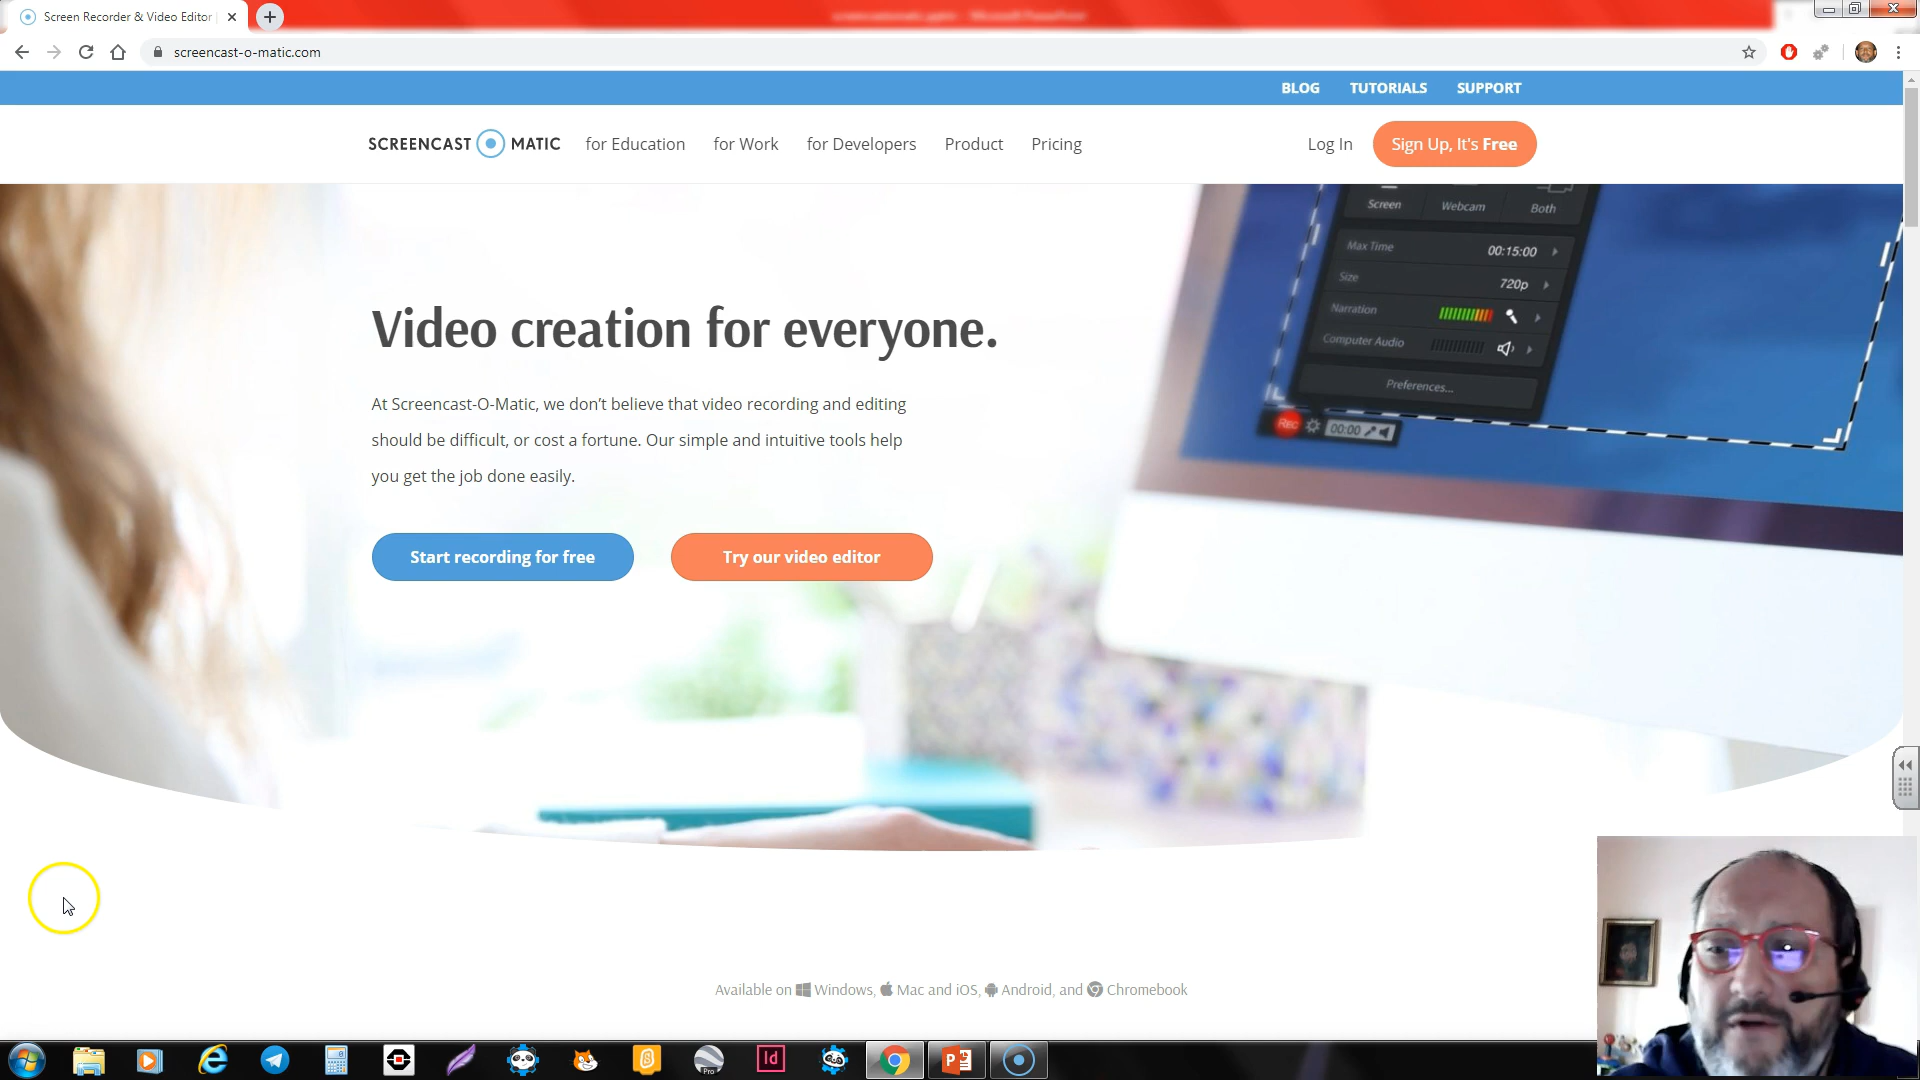 Screen Recorder & Video Editor
screencast-o-matic.com
BLOG TUTORIALS SUPPORT
SCREENCAST MATIC for Education for Work for Developers Product Pricing Log In Sign Up, It's Free
Screen Webcam Both
Max Time 00:15:00
Size 720p
Narration
Computer Audio
Preferences...
Rec 00:00
Video creation for everyone.
At Screencast-O-Matic, we don’t believe that video recording and editing
should be difficult, or cost a fortune. Our simple and intuitive tools help
you get the job done easily.
Start recording for free Try our video editor
Available on Windows, Mac and iOS, Android, and Chromebook
Pro
Id
P